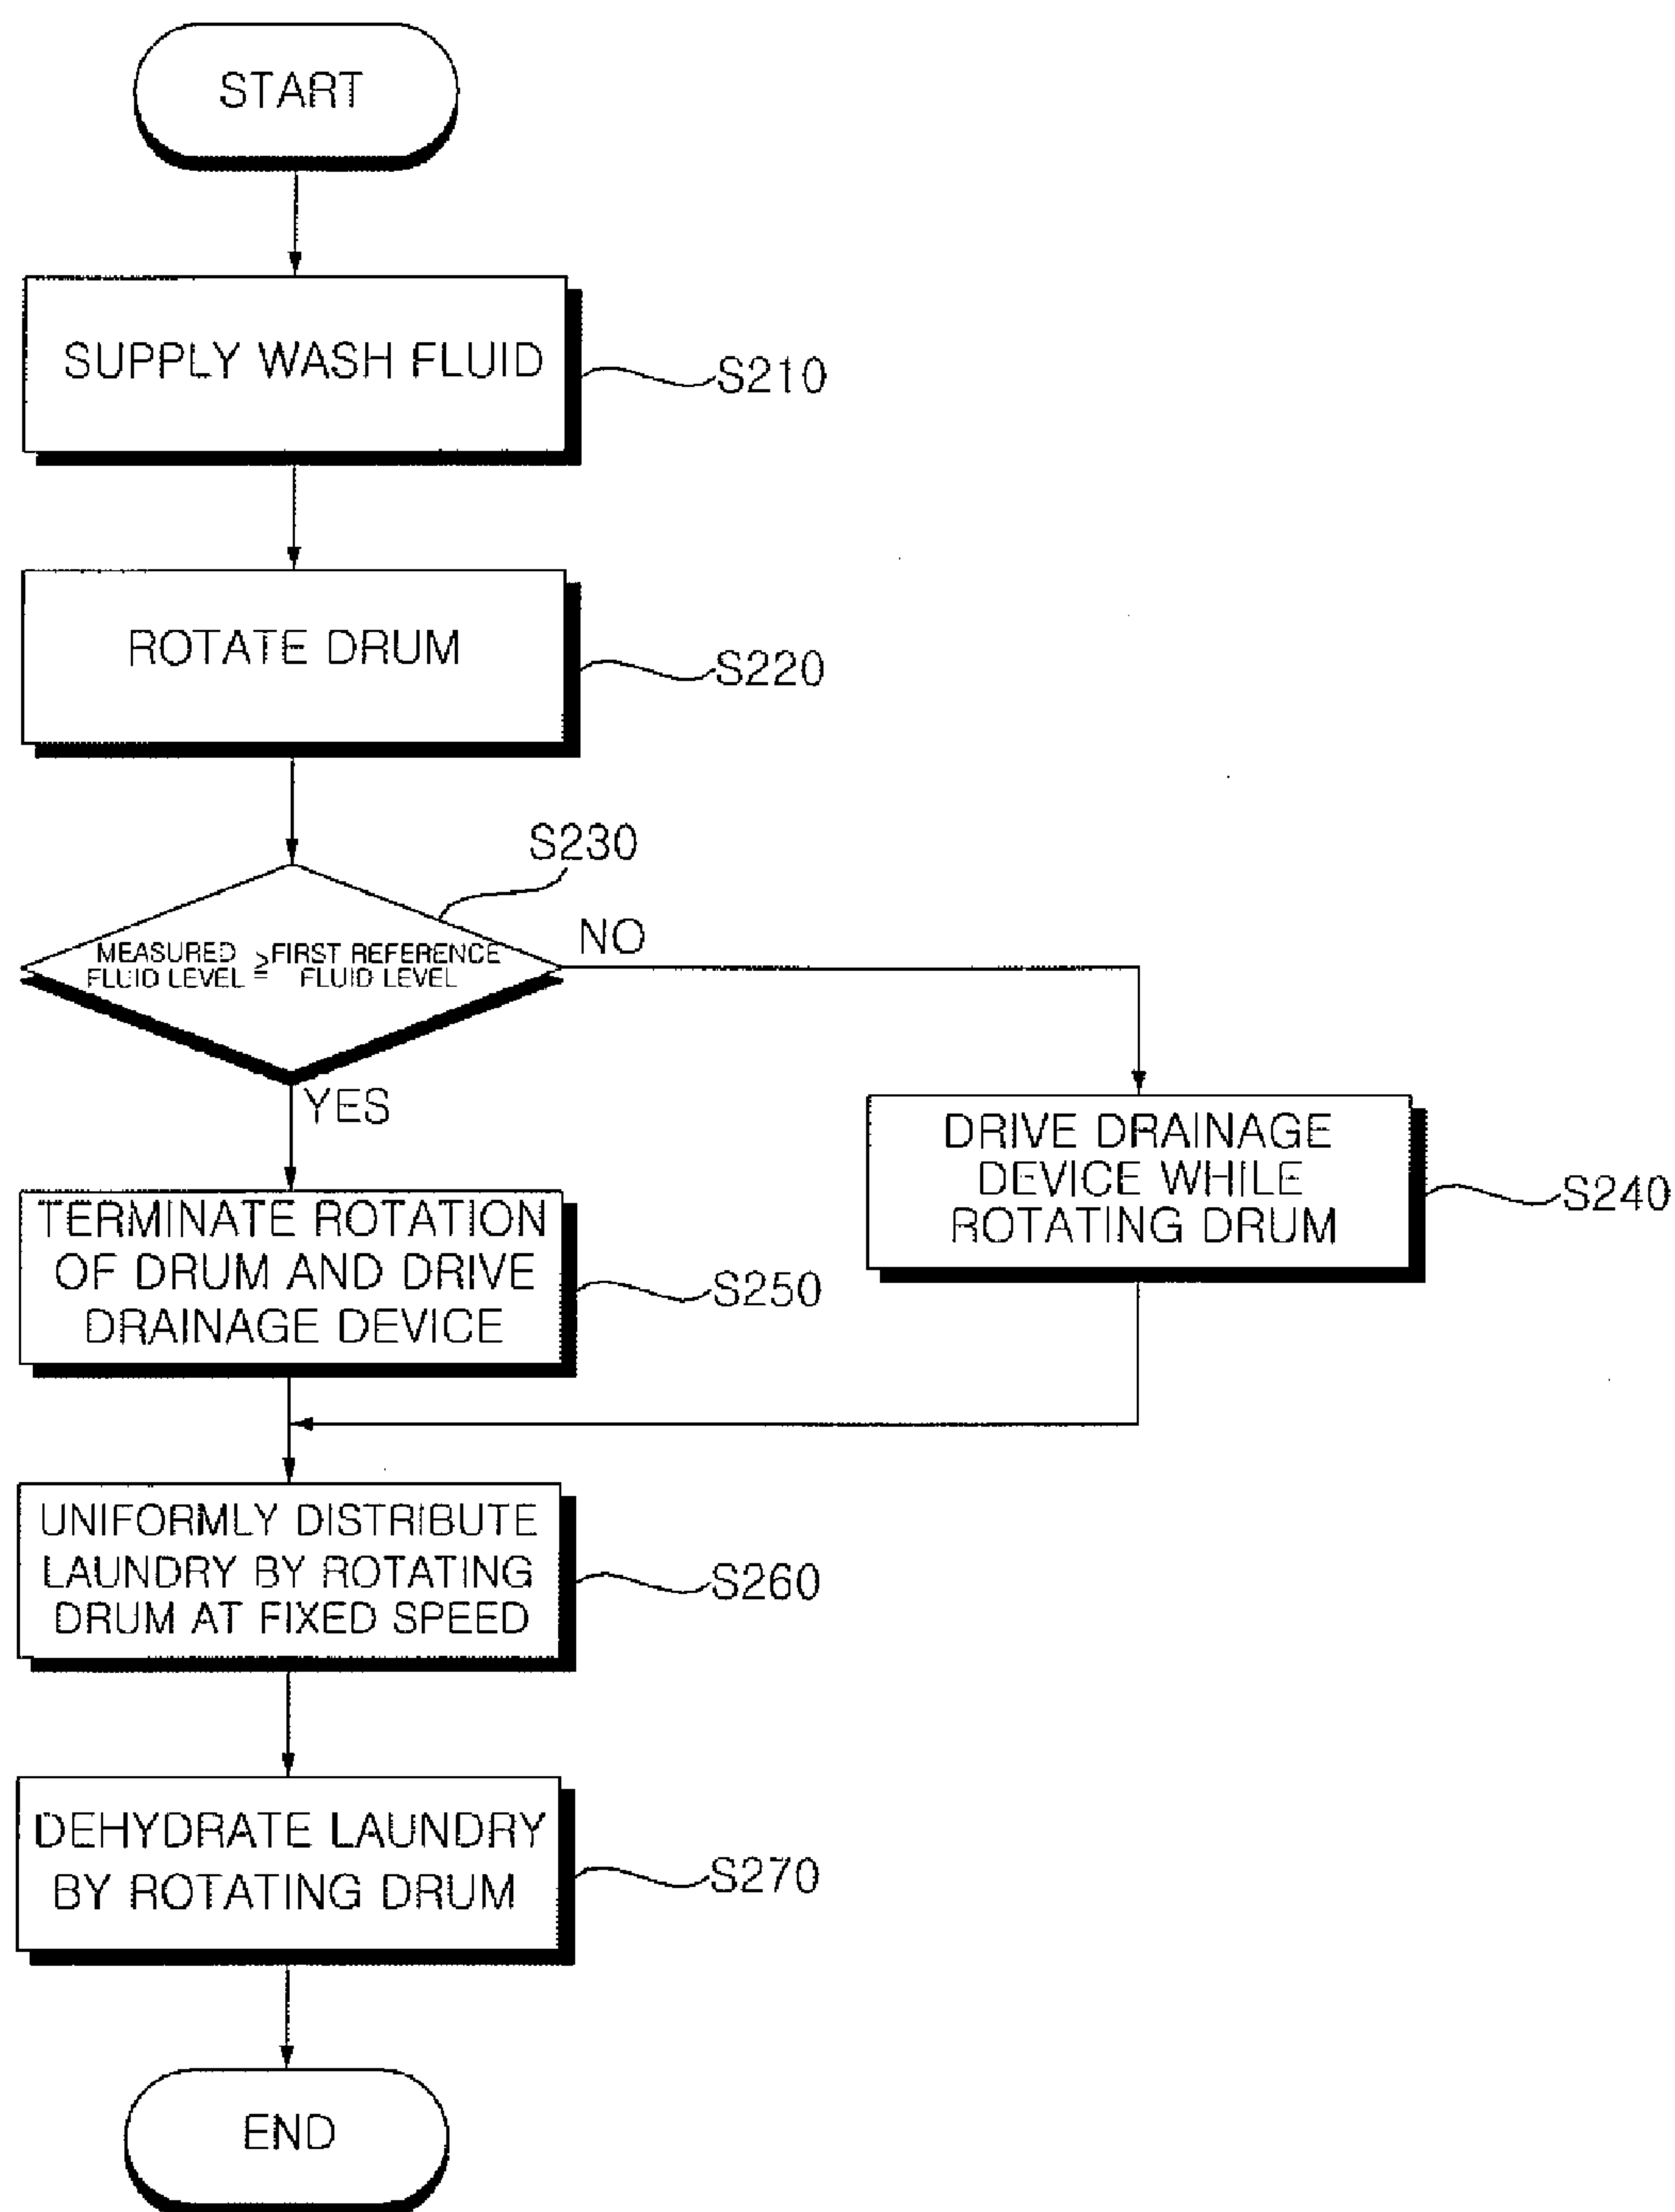 START
SUPPLY WASH FLUID
S210
ROTATE DRUM
S220
S230
MEASURED FLUID LEVEL ≧ FIRST REFERENCE FLUID LEVEL
NO
YES
DRIVE DRAINAGE
DEVICE WHILE
ROTATING DRUM
S240
TERMINATE ROTATION
OF DRUM AND DRIVE
DRAINAGE DEVICE
S250
UNIFORMLY DISTRIBUTE
LAUNDRY BY ROTATING
DRUM AT FIXED SPEED
S260
DEHYDRATE LAUNDRY
BY ROTATING DRUM
S270
END